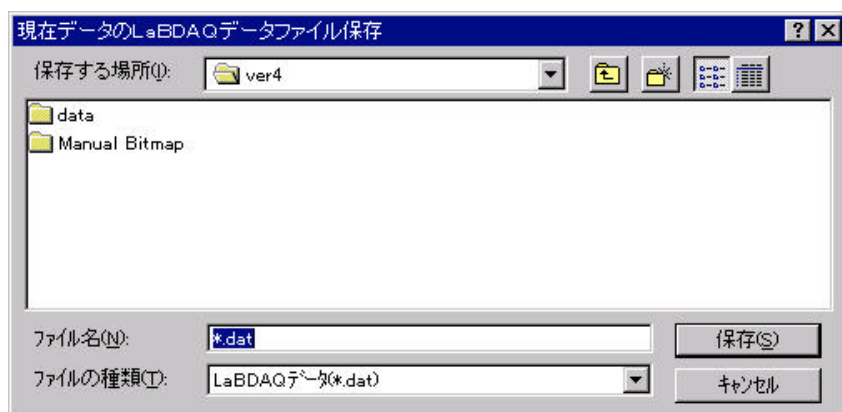 現在データのLaBDAQデータファイル保存
保存する場所(I):
ver4
data
Manual Bitmap
ファイル名(N):
*.dat
保存(S)
ファイルの種類(T):
LaBDAQデータ(*.dat)
キャンセル